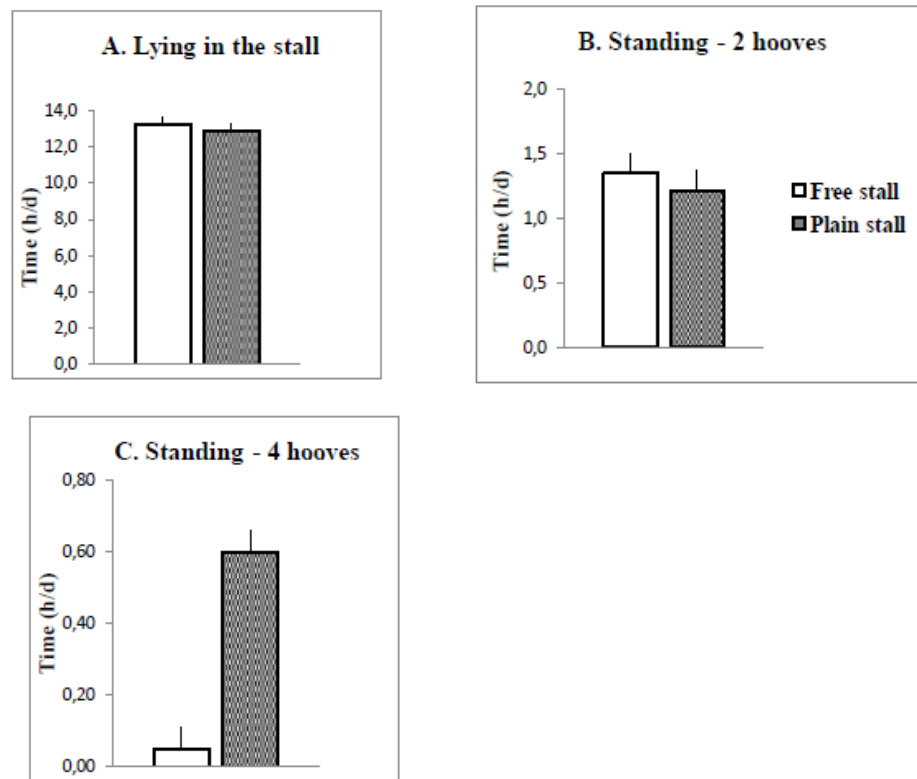 A. Lying in the stall
14,0
12,0
10,0
8,0
6,0
4,0
2,0
0,0
Time (h/d)
B. Standing - 2 hooves
2,0
1,5
1,0
0,5
0,0
Time (h/d)
Free stall
Plain stall
C. Standing - 4 hooves
0,80
0,60
0,40
0,20
0,00
Time (h/d)